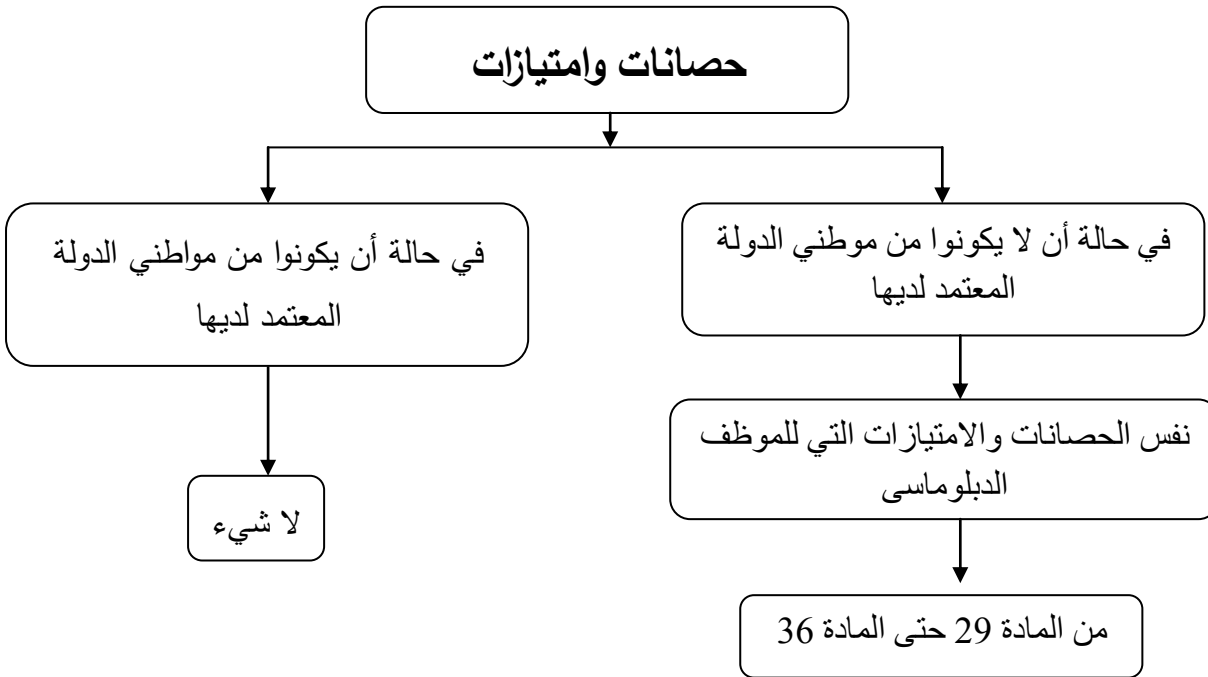 حصانات وامتيازات
في حالة أن لا يكونوا من موطني الدولة
المعتمد لديها
في حالة أن يكونوا من مواطني الدولة
المعتمد لديها
نفس الحصانات والامتيازات التي للموظف
الدبلوماسى
لا شيء
من المادة 29 حتى المادة 36